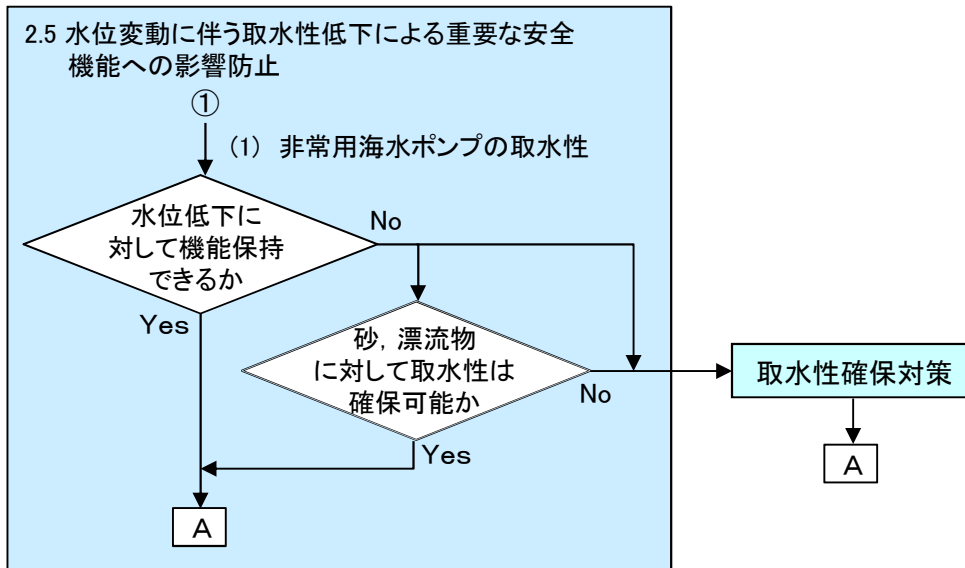 2.5 水位変動に伴う取水性低下による重要な安全
機能への影響防止
①
(1) 非常用海水ポンプの取水性
水位低下に
対して機能保持
できるか
No
Yes
砂，漂流物
に対して取水性は
確保可能か
No
Yes
取水性確保対策
A
A